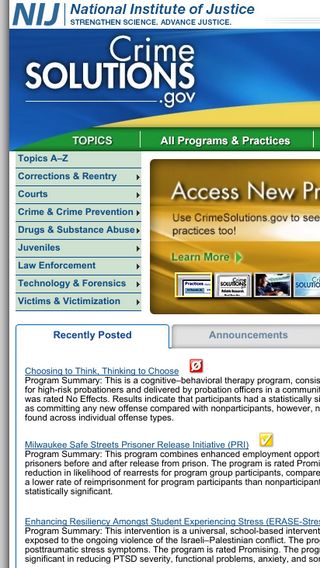 NIJ National Institute of Justice
STRENGTHEN SCIENCE. ADVANCE JUSTICE.
Crime
SOLUTIONS
.gov
TOPICS All Programs & Practices
Topics A–Z
Corrections & Reentry
Courts
Crime & Crime Prevention
Drugs & Substance Abuse
Juveniles
Law Enforcement
Technology & Forensics
Victims & Victimization
Access New Pr
Use CrimeSolutions.gov to see
practices too!
Learn More
Recently Posted Announcements
Choosing to Think, Thinking to Choose
Program Summary: This is a cognitive–behavioral therapy program, consis
for high-risk probationers and delivered by probation officers in a communit
was rated No Effects. Results indicate that participants had a statistically si
as committing any new offense compared with nonparticipants, however, n
found across individual offense types.
Milwaukee Safe Streets Prisoner Release Initiative (PRI)
Program Summary: This program combines enhanced employment opport
prisoners before and after release from prison. The program is rated Promi
reduction in likelihood of rearrests for program group participants, compare
a lower rate of reimprisonment for program participants than nonparticipant
statistically significant.
Enhancing Resiliency Amongst Student Experiencing Stress (ERASE-Stres
Program Summary: This intervention is a universal, school-based intervent
exposed to the ongoing violence of the Israeli–Palestinian conflict. The prog
posttraumatic stress symptoms. The program is rated Promising. The progr
significant in reducing PTSD severity, functional problems, anxiety, and son